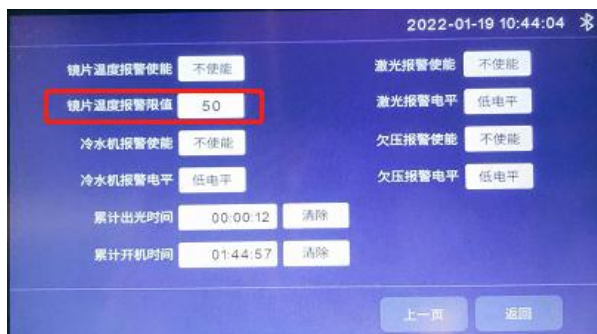 2022-01-19 10:44:04
镜片温度报警使能 不使能 激光报警使能 不使能
镜片温度报警限值 50 激光报警电平 低电平
冷水机报警使能 不使能 欠压报警使能 不使能
冷水机报警电平 低电平 欠压报警电平 低电平
累计出光时间 00:00:12 清除
累计开机时间 01:44:57 清除
上一页 返回